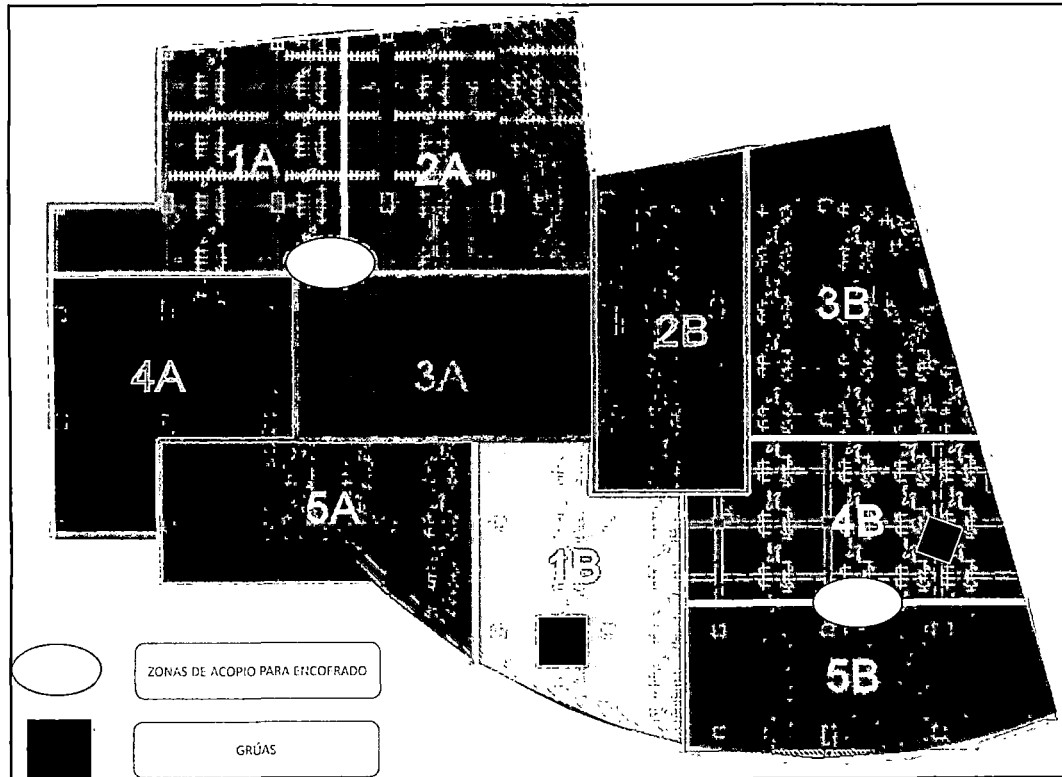 1A
2A
3B
2B
4A
3A
5A
4B
1B
5B
ZONAS DE ACOPIO PARA ENCOFRADO
GRÚAS